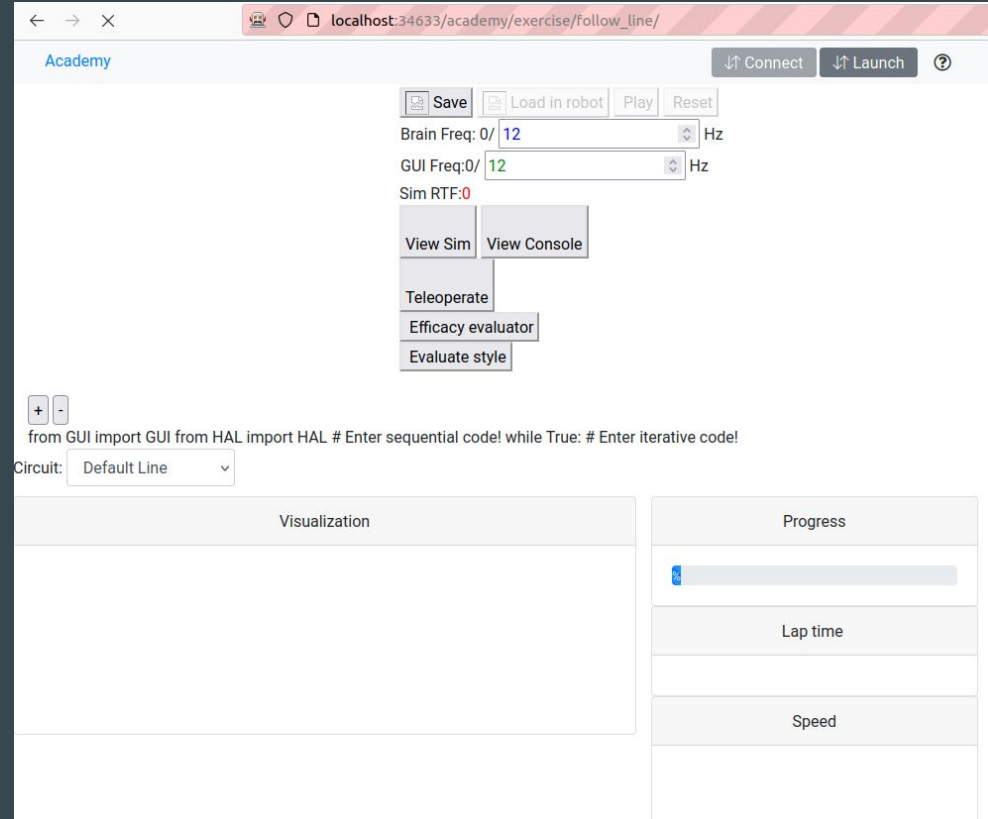 localhost:34633/academy/exercise/follow_line/
Academy
Connect
Launch
?
Save
Load in robot
Play
Reset
Brain Freq: 0/ 12 Hz
GUI Freq:0/ 12 Hz
Sim RTF:0
View Sim
View Console
Teleoperate
Efficacy evaluator
Evaluate style
+
-
from GUI import GUI from HAL import HAL # Enter sequential code! while True: # Enter iterative code!
Circuit: Default Line
Visualization
Progress
%
Lap time
Speed